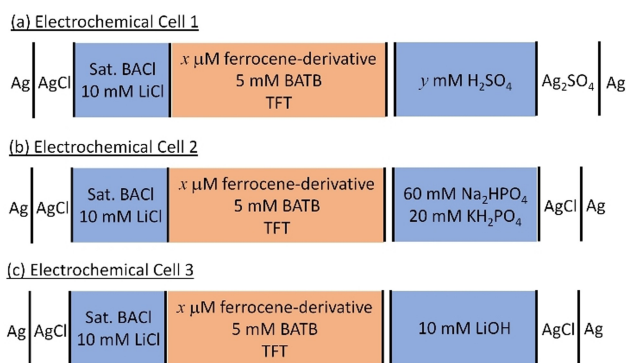 (a) Electrochemical Cell 1
Ag AgCl Sat. BACl 10 mM LiCl x μM ferrocene-derivative 5 mM BATB TFT y mM H₂SO₄ Ag₂SO₄ Ag
(b) Electrochemical Cell 2
Ag AgCl Sat. BACl 10 mM LiCl x μM ferrocene-derivative 5 mM BATB TFT 60 mM Na₂HPO₄ 20 mM KH₂PO₄ AgCl Ag
(c) Electrochemical Cell 3
Ag AgCl Sat. BACl 10 mM LiCl x μM ferrocene-derivative 5 mM BATB TFT 10 mM LiOH AgCl Ag